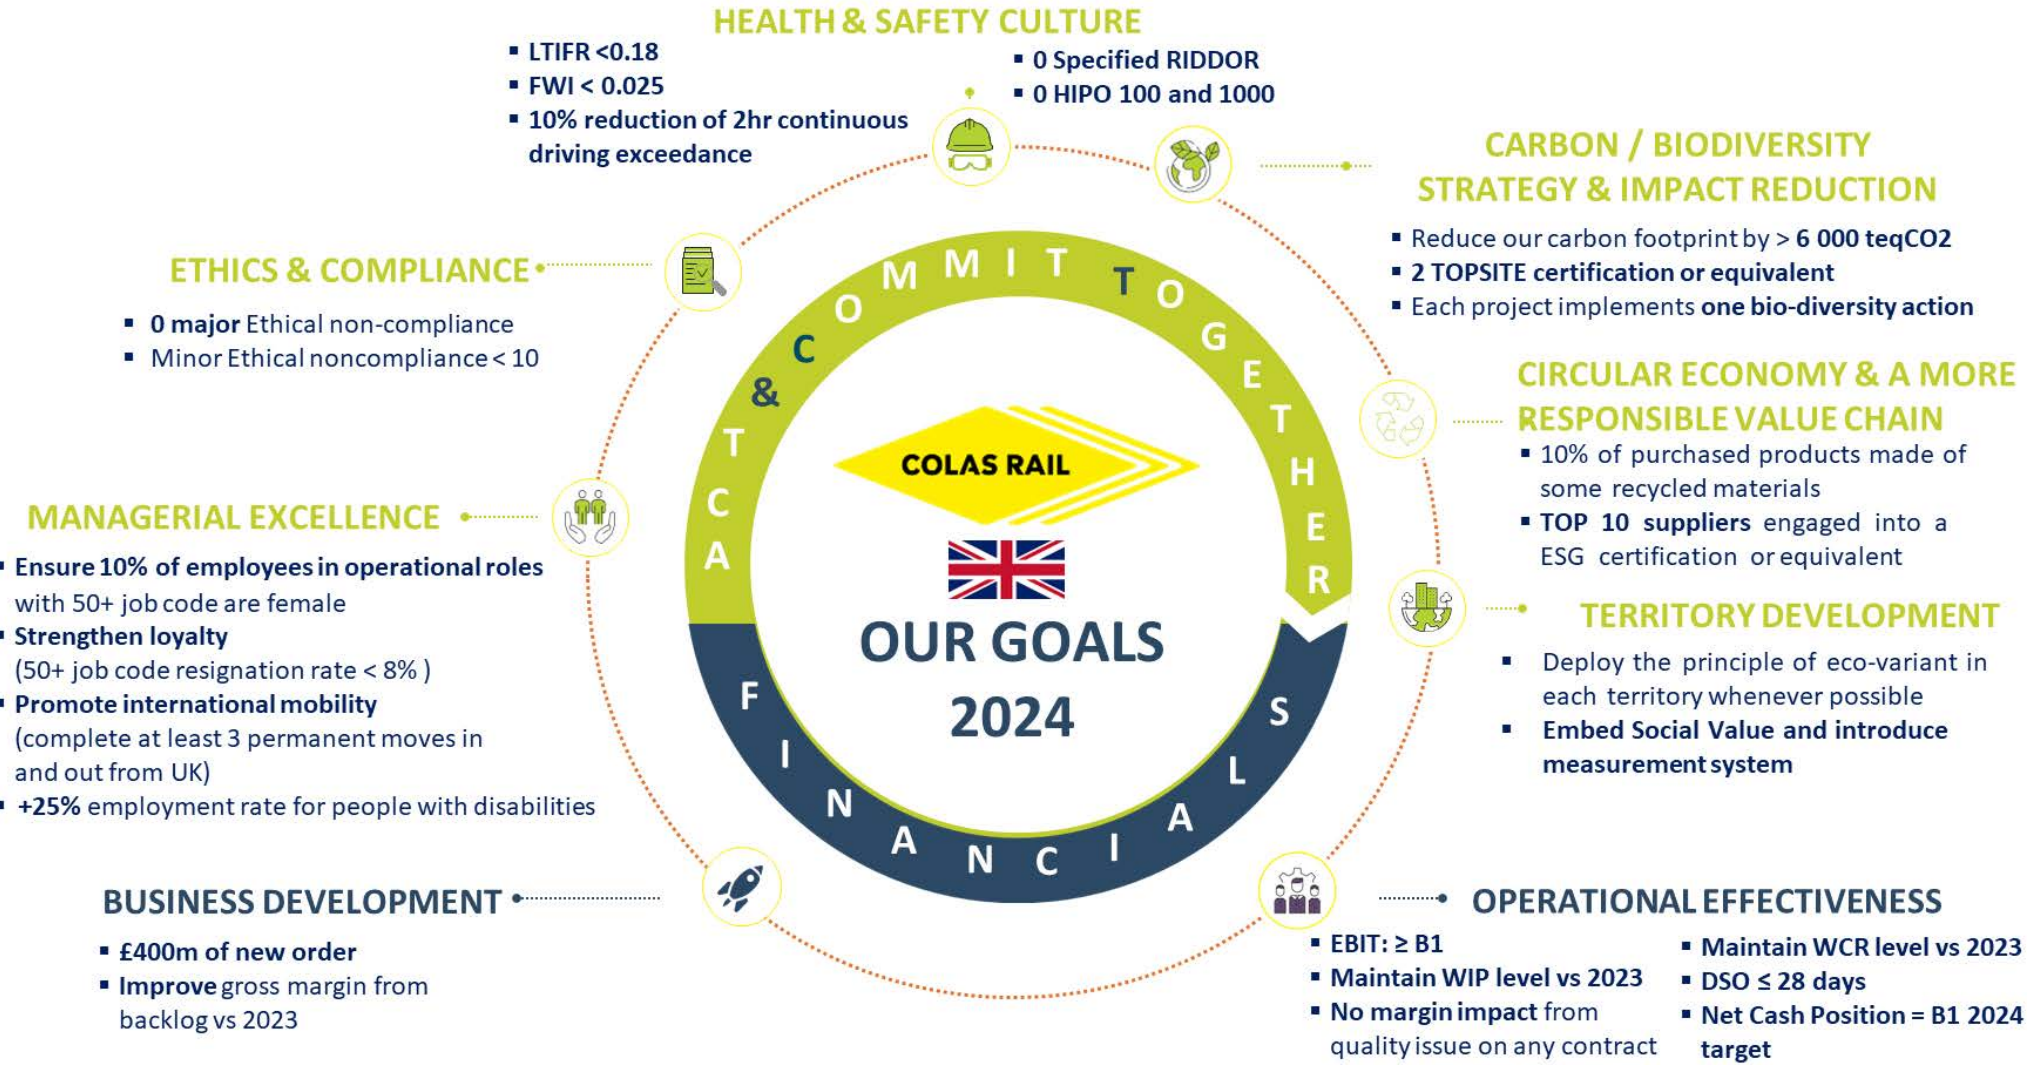 HEALTH & SAFETY CULTURE
▪ LTIFR <0.18
▪ FWI < 0.025
▪ 10% reduction of 2hr continuous
driving exceedance
▪ 0 Specified RIDDOR
▪ 0 HIPO 100 and 1000
CARBON / BIODIVERSITY
STRATEGY & IMPACT REDUCTION
▪ Reduce our carbon footprint by > 6 000 teqCO2
▪ 2 TOPSITE certification or equivalent
▪ Each project implements one bio-diversity action
ETHICS & COMPLIANCE
▪ 0 major Ethical non-compliance
▪ Minor Ethical noncompliance < 10
CIRCULAR ECONOMY & A MORE
RESPONSIBLE VALUE CHAIN
▪ 10% of purchased products made of
some recycled materials
▪ TOP 10 suppliers engaged into a
ESG certification or equivalent
MANAGERIAL EXCELLENCE
▪ Ensure 10% of employees in operational roles
with 50+ job code are female
▪ Strengthen loyalty
(50+ job code resignation rate < 8% )
▪ Promote international mobility
(complete at least 3 permanent moves in
and out from UK)
▪ +25% employment rate for people with disabilities
TERRITORY DEVELOPMENT
▪ Deploy the principle of eco-variant in
each territory whenever possible
▪ Embed Social Value and introduce
measurement system
ACT & COMMIT TOGETHER
COLAS RAIL
OUR GOALS
2024
FINANCIALS
BUSINESS DEVELOPMENT
▪ £400m of new order
▪ Improve gross margin from
backlog vs 2023
OPERATIONAL EFFECTIVENESS
▪ EBIT: ≥ B1
▪ Maintain WIP level vs 2023
▪ No margin impact from
quality issue on any contract
▪ Maintain WCR level vs 2023
▪ DSO ≤ 28 days
▪ Net Cash Position = B1 2024
target